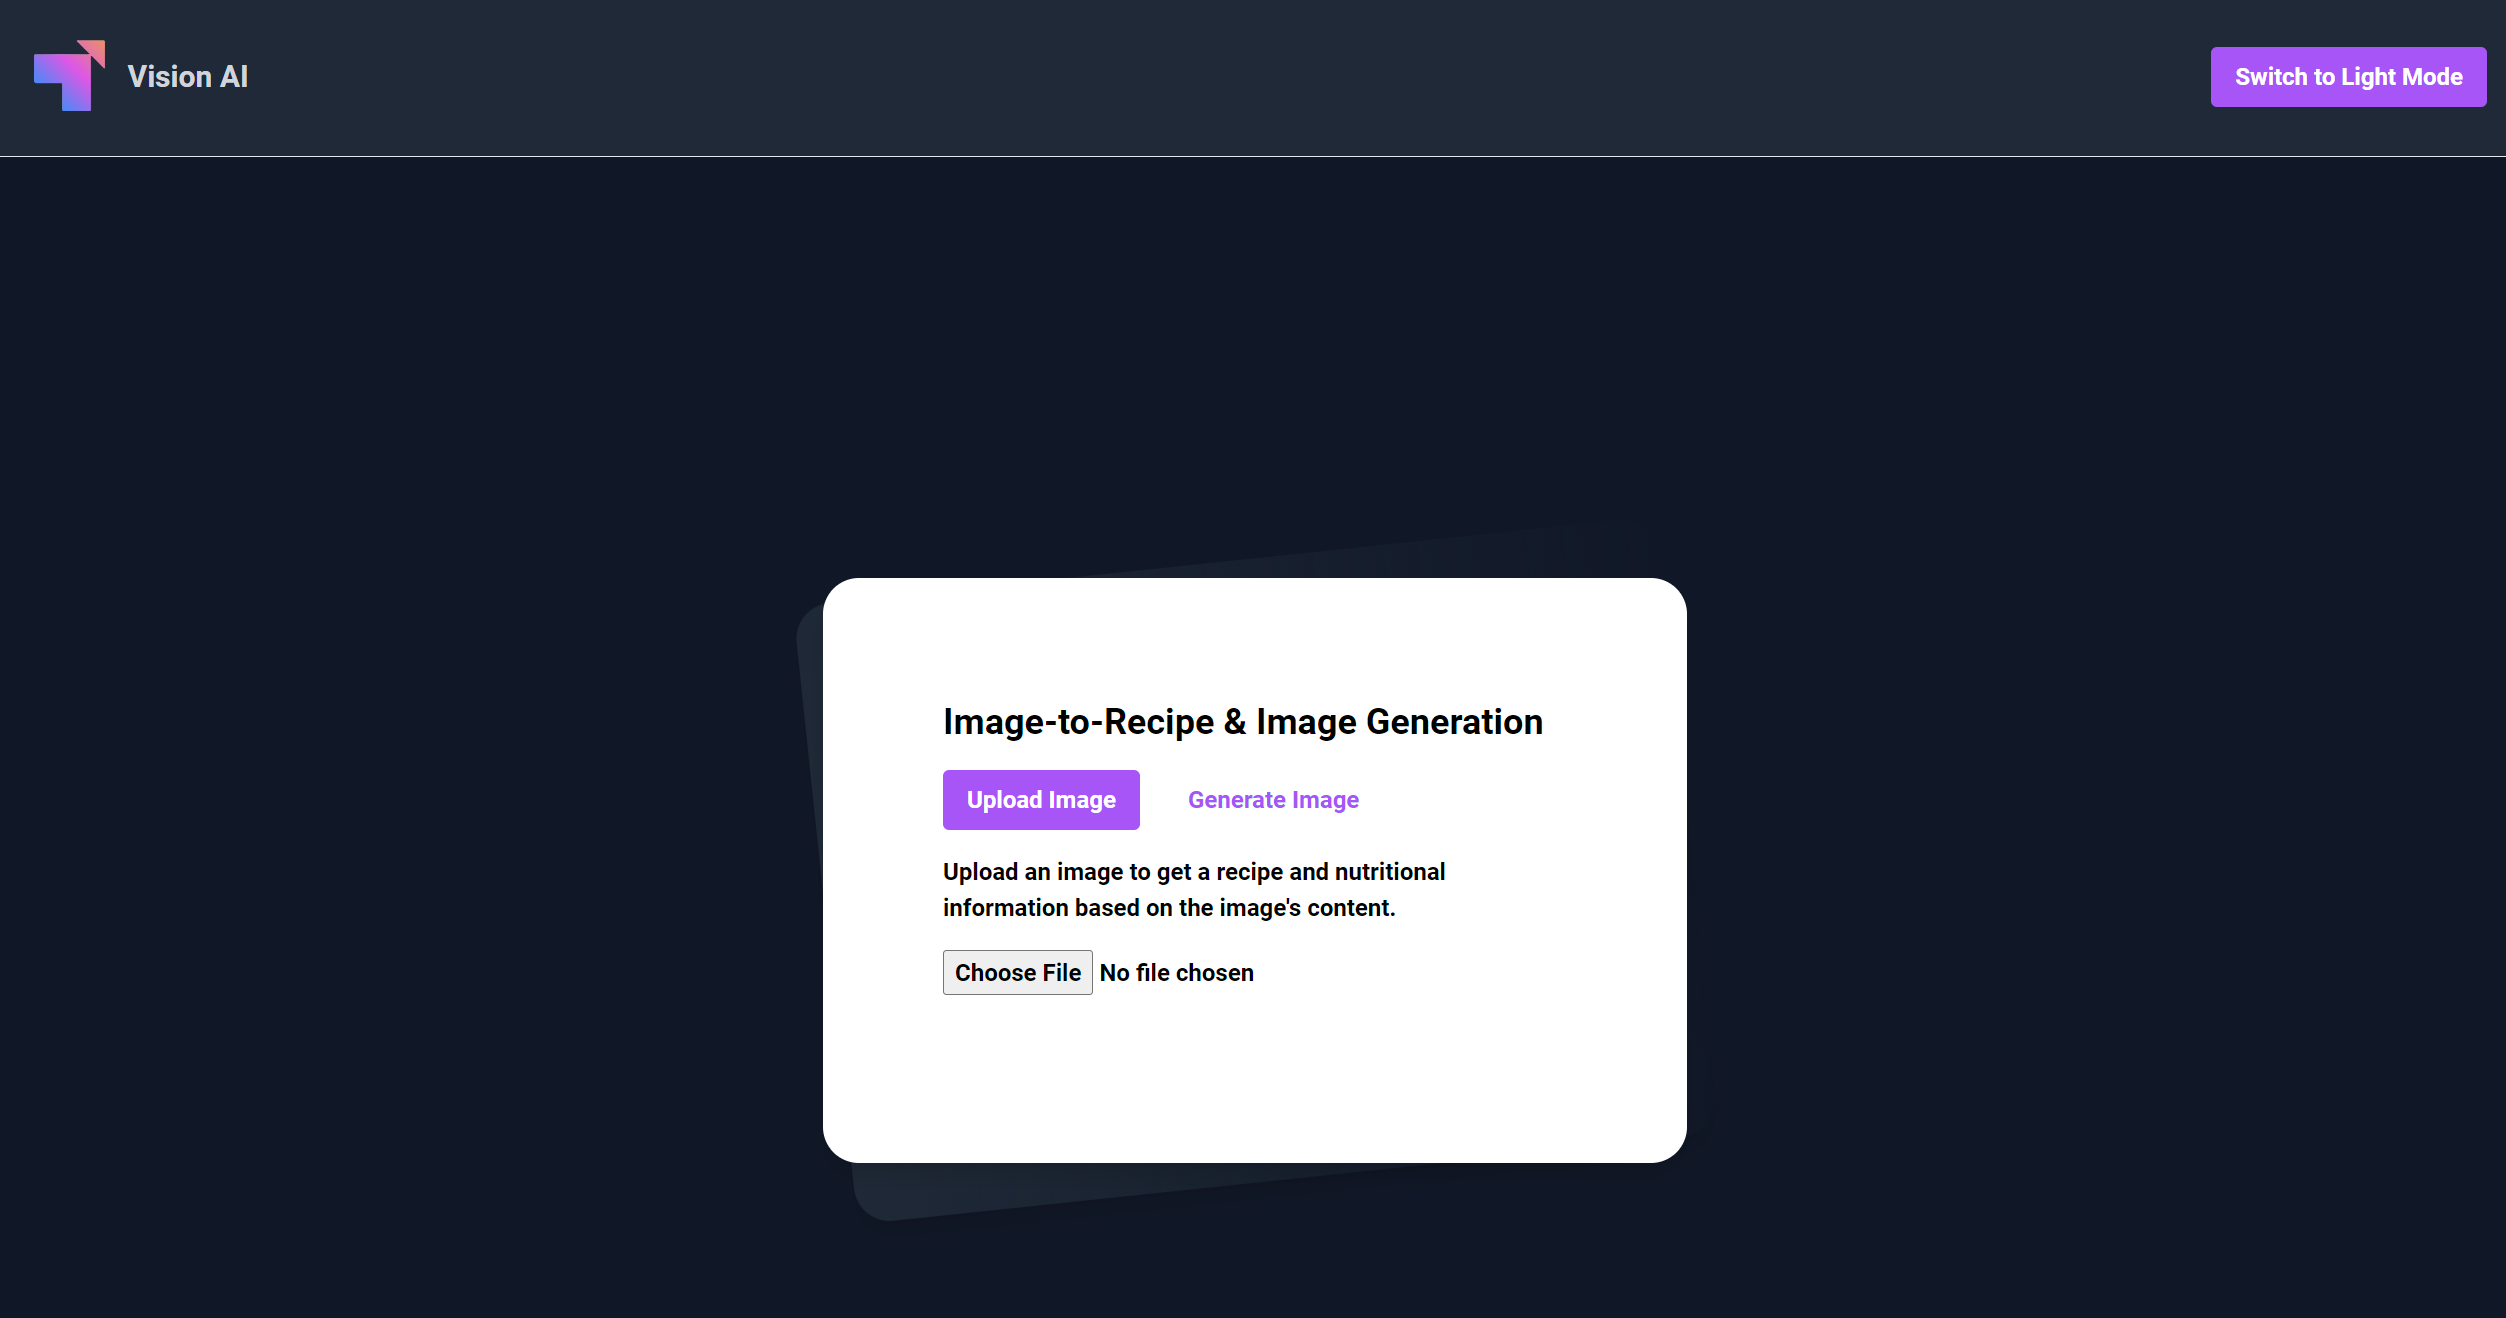 Vision AI
Switch to Light Mode
Image-to-Recipe & Image Generation
Upload Image
Generate Image
Upload an image to get a recipe and nutritional
information based on the image's content.
Choose File No file chosen